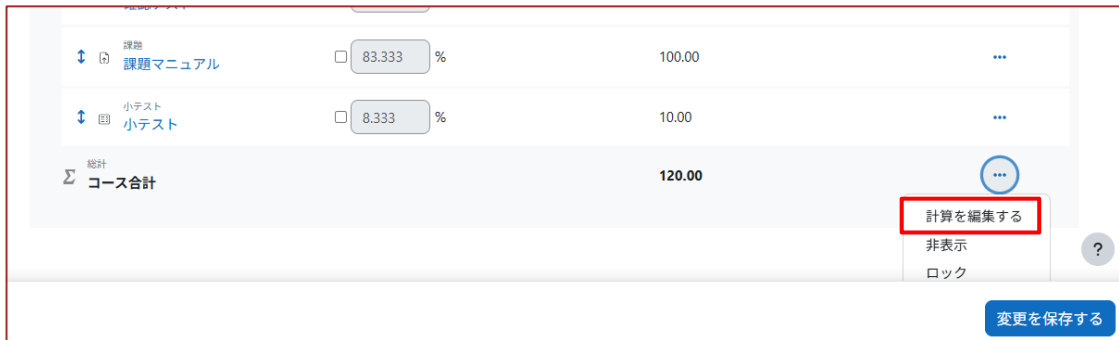 課題
課題マニュアル
83.333 %
100.00
小テスト
小テスト
8.333 %
10.00
総計
Σ コース合計
120.00
計算を編集する
非表示
ロック
?
変更を保存する